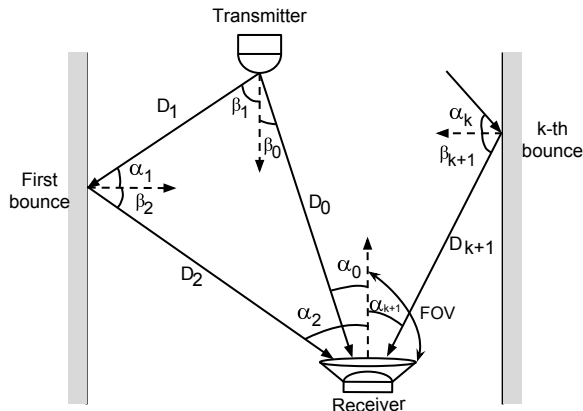 Transmitter
D1
β1
β0
αk
βk+1
k-th
bounce
First
bounce
α1
β2
D0
D2
Dk+1
α0
α2
αk+1
FOV
Receiver